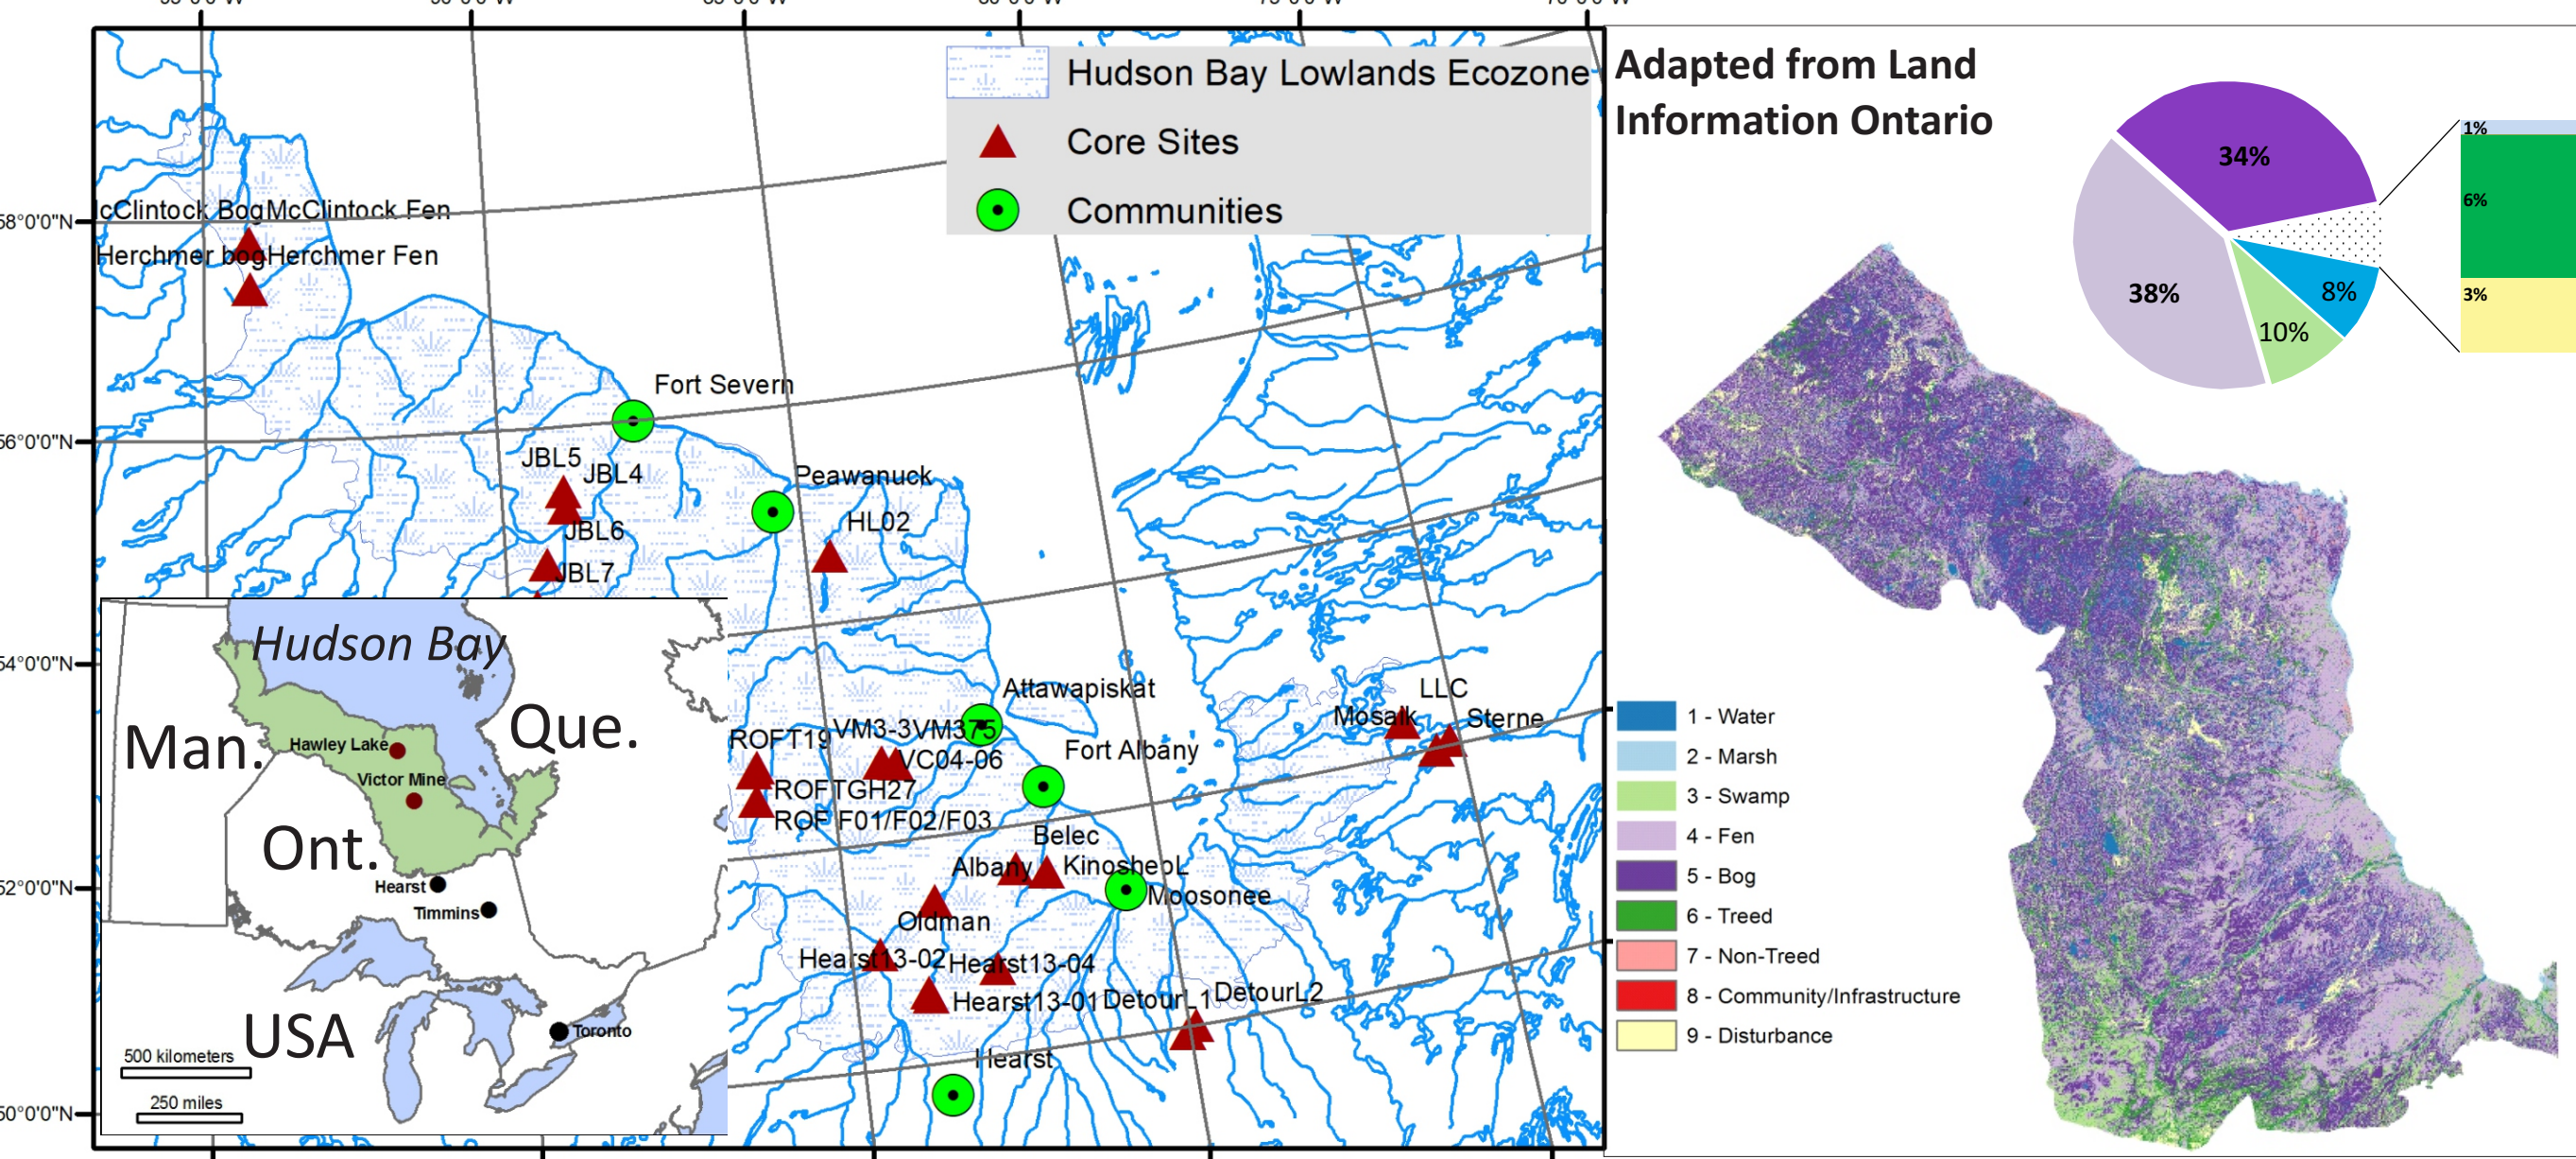 Hudson Bay Lowlands Ecozone
Core Sites
Communities
58°0'0"N
56°0'0"N
54°0'0"N
52°0'0"N
50°0'0"N
McClintock Fen
Herchmer bog
Herchmer Fen
Fort Severn
JBL5
JBL4
JBL6
JBL7
Peawanuck
HL02
Attawapiskat
VM3-3
ROFT19
VC04-06
Fort Albany
ROFTGH27
ROF F01/F02/F03
Belec
Albany
KinosheoL
Moosonee
Oldman
Hearst13-02
Hearst13-04
Hearst13-01
DetourL1
DetourL2
Hearst
LLC
Mosaik
Sterne
Hudson Bay
Man.
Que.
Hawley Lake
Victor Mine
Ont.
Hearst
Timmins
USA
Toronto
500 kilometers
250 miles
Adapted from Land
Information Ontario
34%
38%
10%
8%
1%
6%
3%
1 - Water
2 - Marsh
3 - Swamp
4 - Fen
5 - Bog
6 - Treed
7 - Non-Treed
8 - Community/Infrastructure
9 - Disturbance